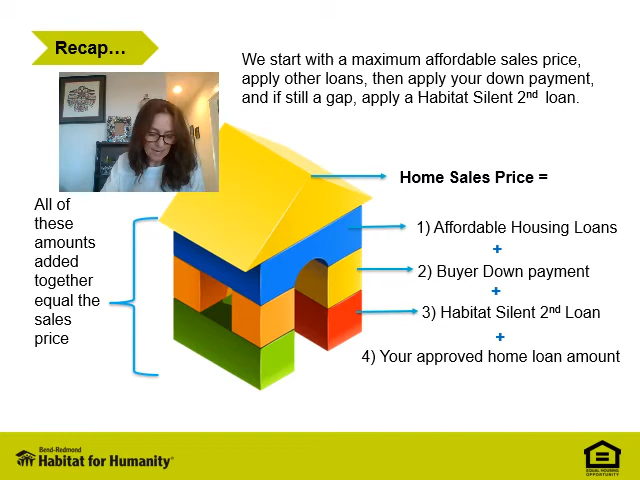 Recap…
We start with a maximum affordable sales price,
apply other loans, then apply your down payment,
and if still a gap, apply a Habitat Silent 2nd loan.
Home Sales Price =
All of
these
amounts
added
together
equal the
sales
price
1) Affordable Housing Loans
+
2) Buyer Down payment
+
3) Habitat Silent 2nd Loan
+
4) Your approved home loan amount
Bend-Redmond
Habitat for Humanity®
EQUAL HOUSING
OPPORTUNITY